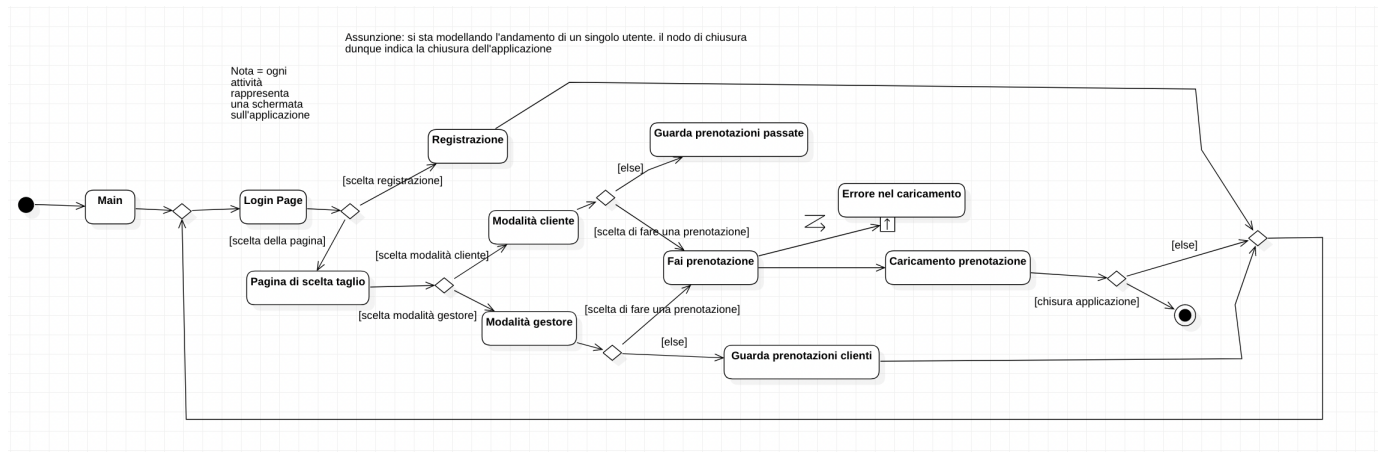 Assunzione: si sta modellando l'andamento di un singolo utente. il nodo di chiusura
dunque indica la chiusura dell'applicazione
Nota = ogni
attività
rappresenta
una schermata
sull'applicazione
Registrazione
Guarda prenotazioni passate
[scelta registrazione]
[else]
Errore nel caricamento
Main
Login Page
Modalità cliente
[scelta di fare una prenotazione]
[scelta della pagina]
[scelta modalità cliente]
[else]
Fai prenotazione
Caricamento prenotazione
Pagina di scelta taglio
[chisura applicazione]
[scelta di fare una prenotazione]
[scelta modalità gestore]
Modalità gestore
[else]
Guarda prenotazioni clienti